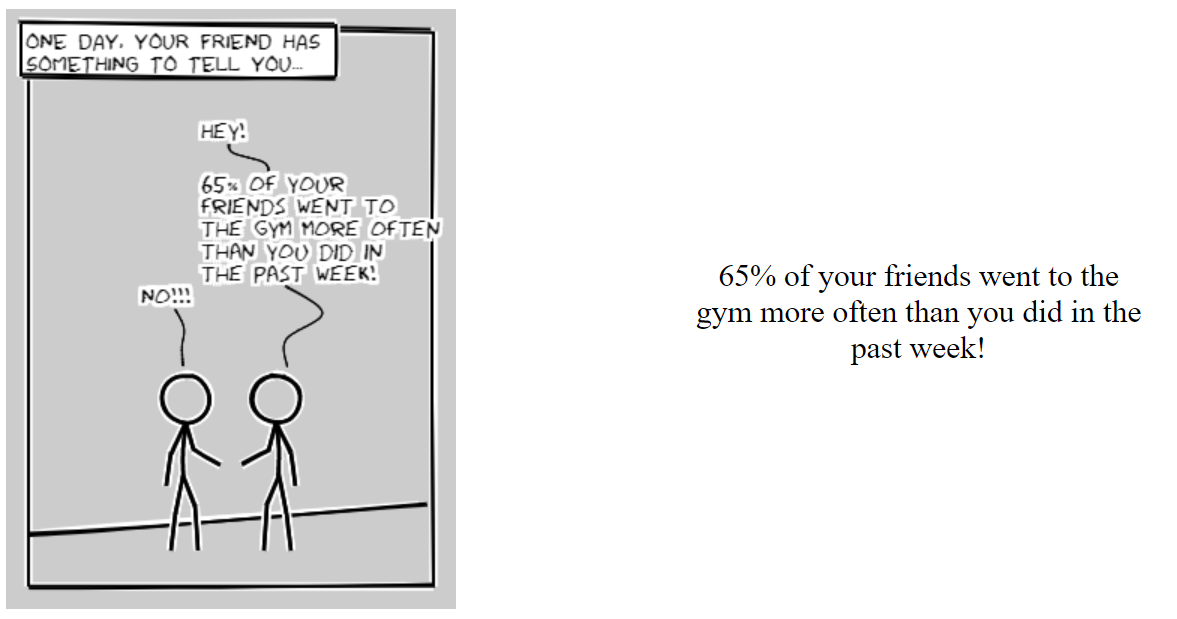 ONE DAY, YOUR FRIEND HAS
SOMETHING TO TELL YOU...
HEY!
65% OF YOUR
FRIENDS WENT TO
THE GYM MORE OFTEN
THAN YOU DID IN
THE PAST WEEK!
NO!!!
65% of your friends went to the
gym more often than you did in the
past week!